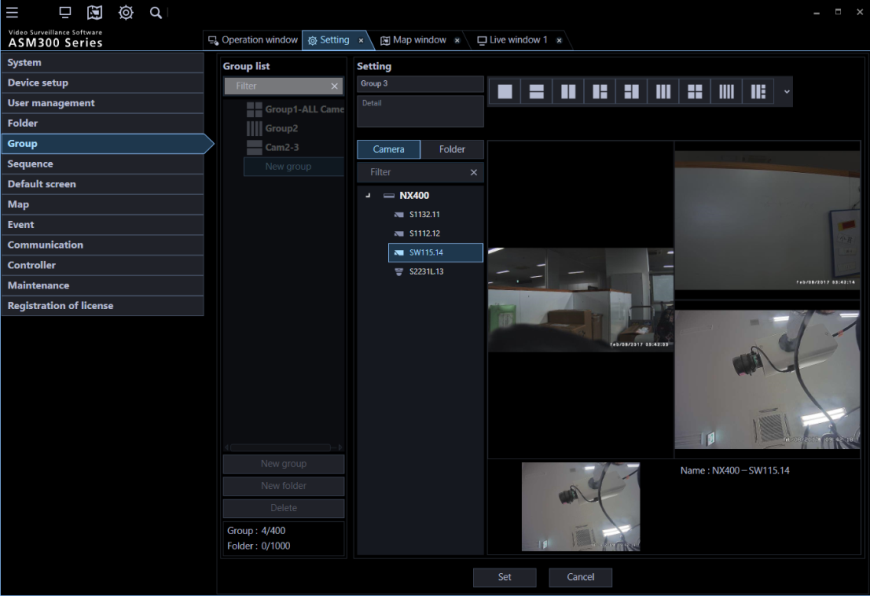 Video Surveillance Software
ASM300 Series
Operation window
Setting
Map window
Live window 1
System
Device setup
User management
Folder
Group
Sequence
Default screen
Map
Event
Communication
Controller
Maintenance
Registration of license
Group list
Filter
Group1-ALL Came
Group2
Cam2-3
New group
New group
New folder
Delete
Group : 4/400
Folder : 0/1000
Setting
Group 3
Detail
Camera
Folder
Filter
NX400
S1132.11
S1112.12
SW115.14
S2231L.13
Name : NX400 – SW115.14
Set
Cancel